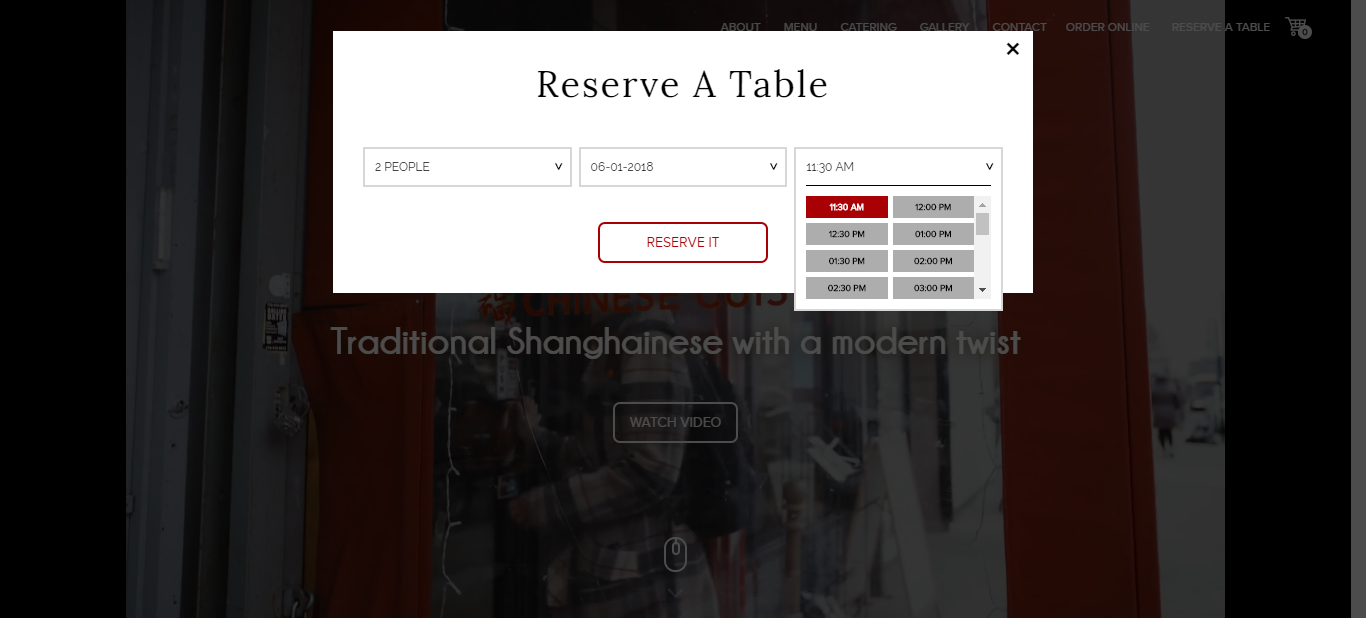 ABOUT MENU CATERING GALLERY CONTACT ORDER ONLINE RESERVE A TABLE 0
Reserve A Table
2 PEOPLE 06-01-2018 11:30 AM
11:30 AM 12:00 PM
12:30 PM 01:00 PM
01:30 PM 02:00 PM
02:30 PM 03:00 PM
RESERVE IT
福 CHINESE
Traditional Shanghainese with a modern twist
WATCH VIDEO